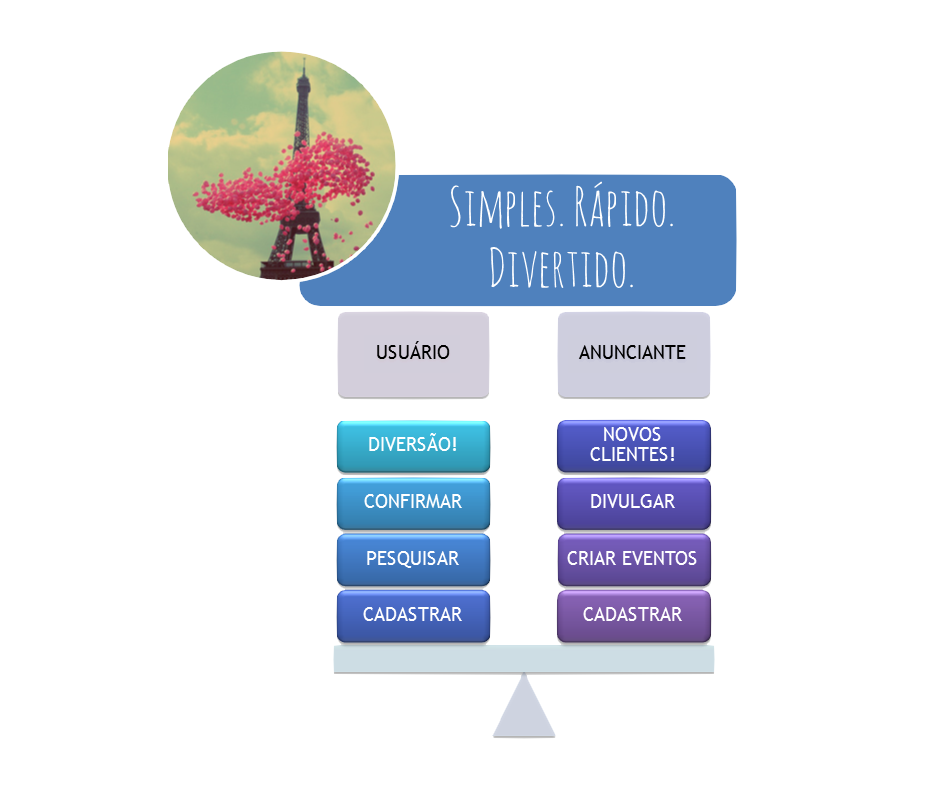 Simples. Rápido.
Divertido.
USUÁRIO
ANUNCIANTE
DIVERSÃO!
CONFIRMAR
PESQUISAR
CADASTRAR
NOVOS
CLIENTES!
DIVULGAR
CRIAR EVENTOS
CADASTRAR